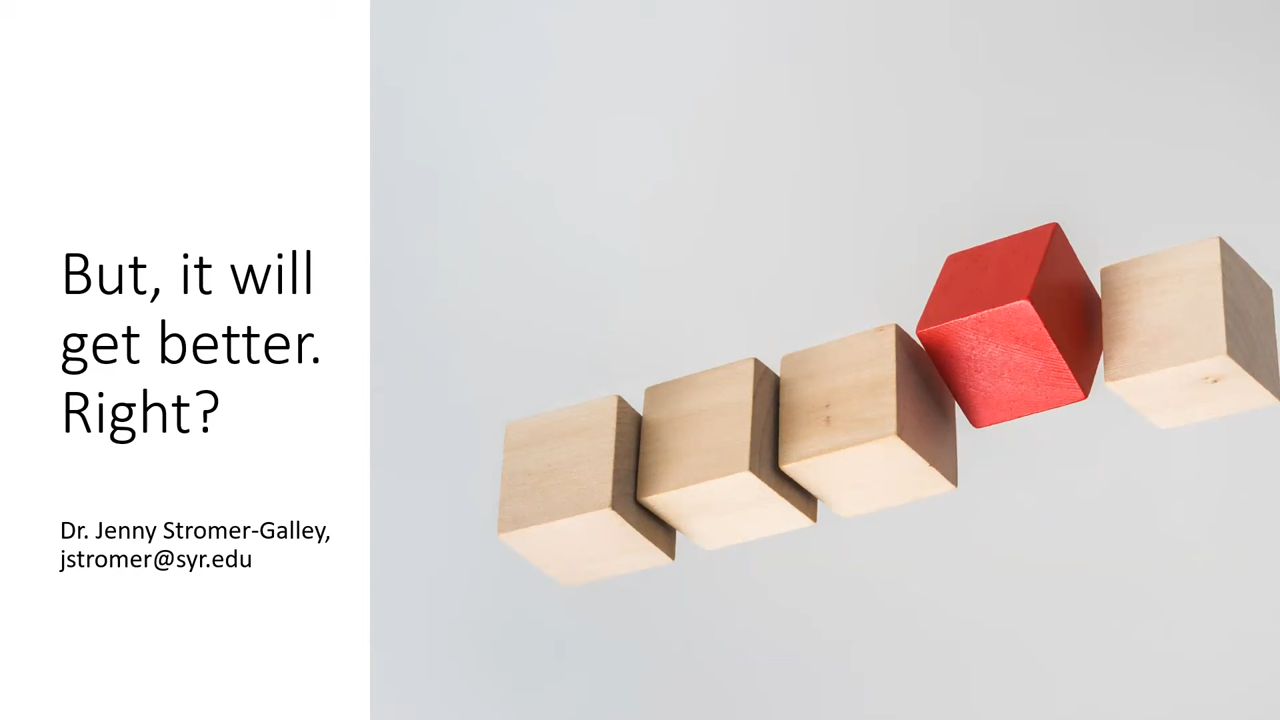 But, it will
get better.
Right?
Dr. Jenny Stromer-Galley,
jstromer@syr.edu